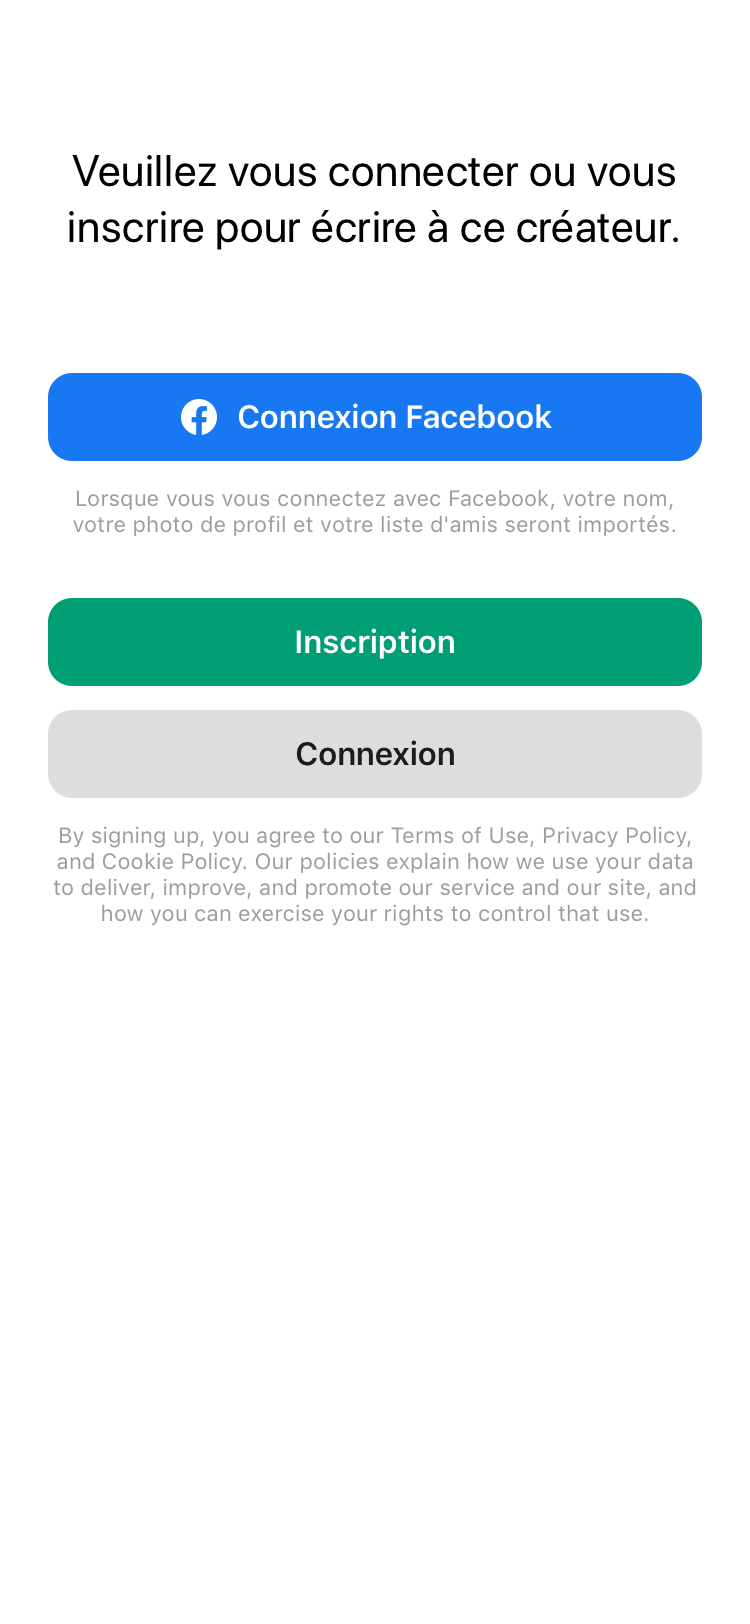 Veuillez vous connecter ou vous
inscrire pour écrire à ce créateur.
Connexion Facebook
Lorsque vous vous connectez avec Facebook, votre nom,
votre photo de profil et votre liste d'amis seront importés.
Inscription
Connexion
By signing up, you agree to our Terms of Use, Privacy Policy,
and Cookie Policy. Our policies explain how we use your data
to deliver, improve, and promote our service and our site, and
how you can exercise your rights to control that use.